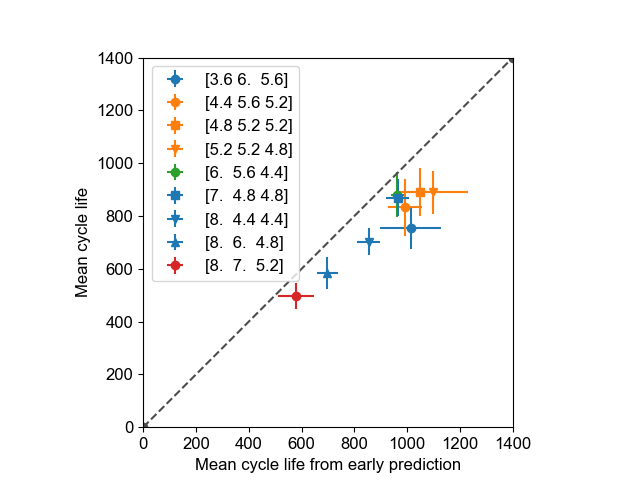 1400
1200
1000
800
600
400
200
0
Mean cycle life
[3.6 6.  5.6]
[4.4 5.6 5.2]
[4.8 5.2 5.2]
[5.2 5.2 4.8]
[6.  5.6 4.4]
[7.  4.8 4.8]
[8.  4.4 4.4]
[8.  6.  4.8]
[8.  7.  5.2]
0 200 400 600 800 1000 1200 1400
Mean cycle life from early prediction